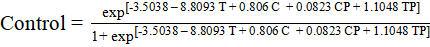 Control = exp[-3.5038 - 8.8093 T + 0.806 C + 0.0823 CP + 1.1048 TP]
1+ exp[-3.5038 - 8.8093 T + 0.806 C + 0.0823 CP + 1.1048 TP]